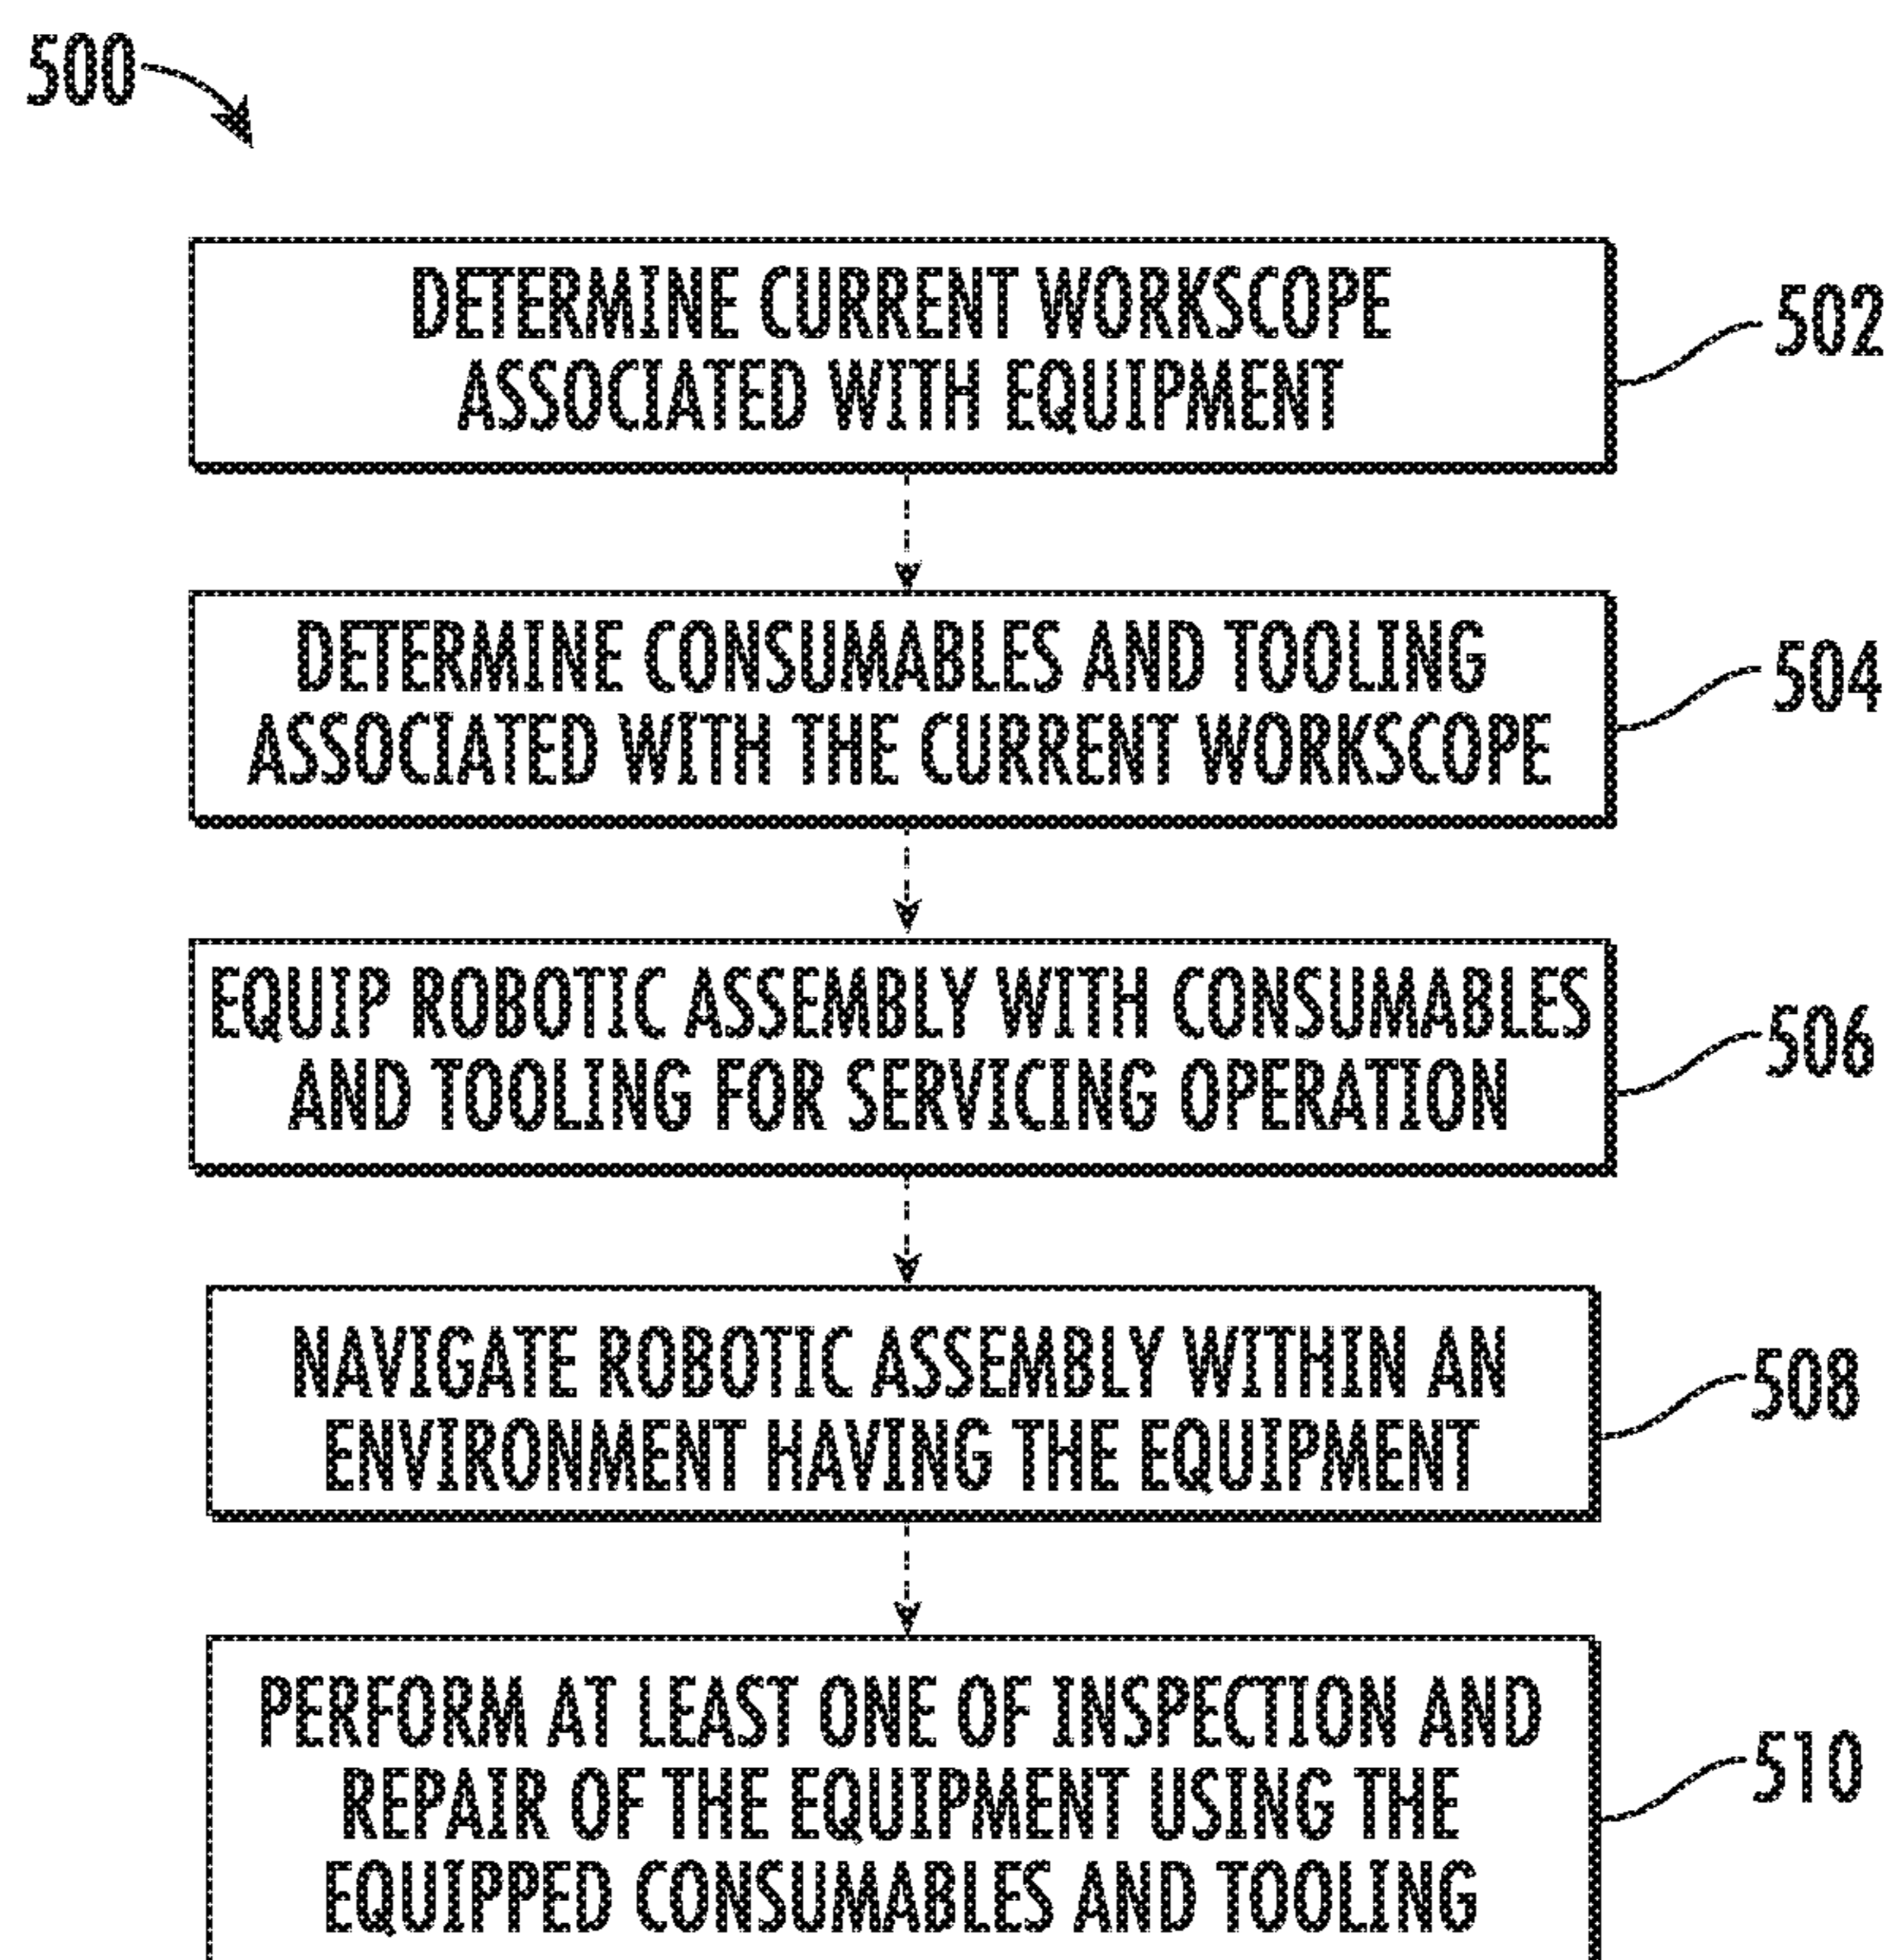 500
DETERMINE CURRENT WORKSCOPE
ASSOCIATED WITH EQUIPMENT
502
DETERMINE CONSUMABLES AND TOOLING
ASSOCIATED WITH THE CURRENT WORKSCOPE
504
EQUIP ROBOTIC ASSEMBLY WITH CONSUMABLES
AND TOOLING FOR SERVICING OPERATION
506
NAVIGATE ROBOTIC ASSEMBLY WITHIN AN
ENVIRONMENT HAVING THE EQUIPMENT
508
PERFORM AT LEAST ONE OF INSPECTION AND
REPAIR OF THE EQUIPMENT USING THE
EQUIPPED CONSUMABLES AND TOOLING
510